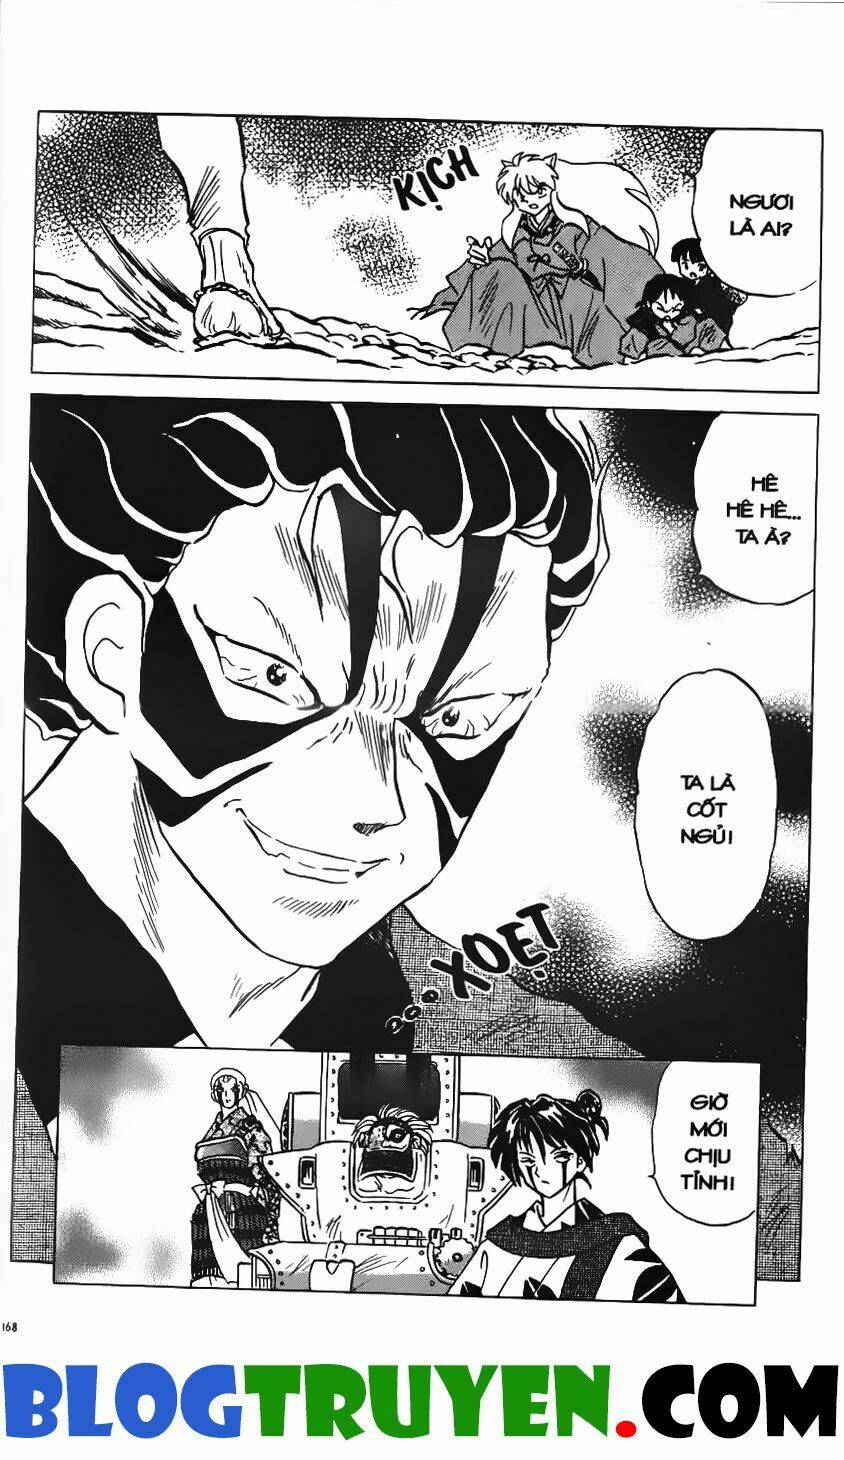 KỊCH
NGƯƠI
LÀ AI?
HÊ
HÊ HÊ...
TA À?
TA LÀ
CỐT
NGỦ!
...XOẸT
GIỜ
MỚI
CHỊU
TỈNH!
168
BLOGTRUYEN.COM